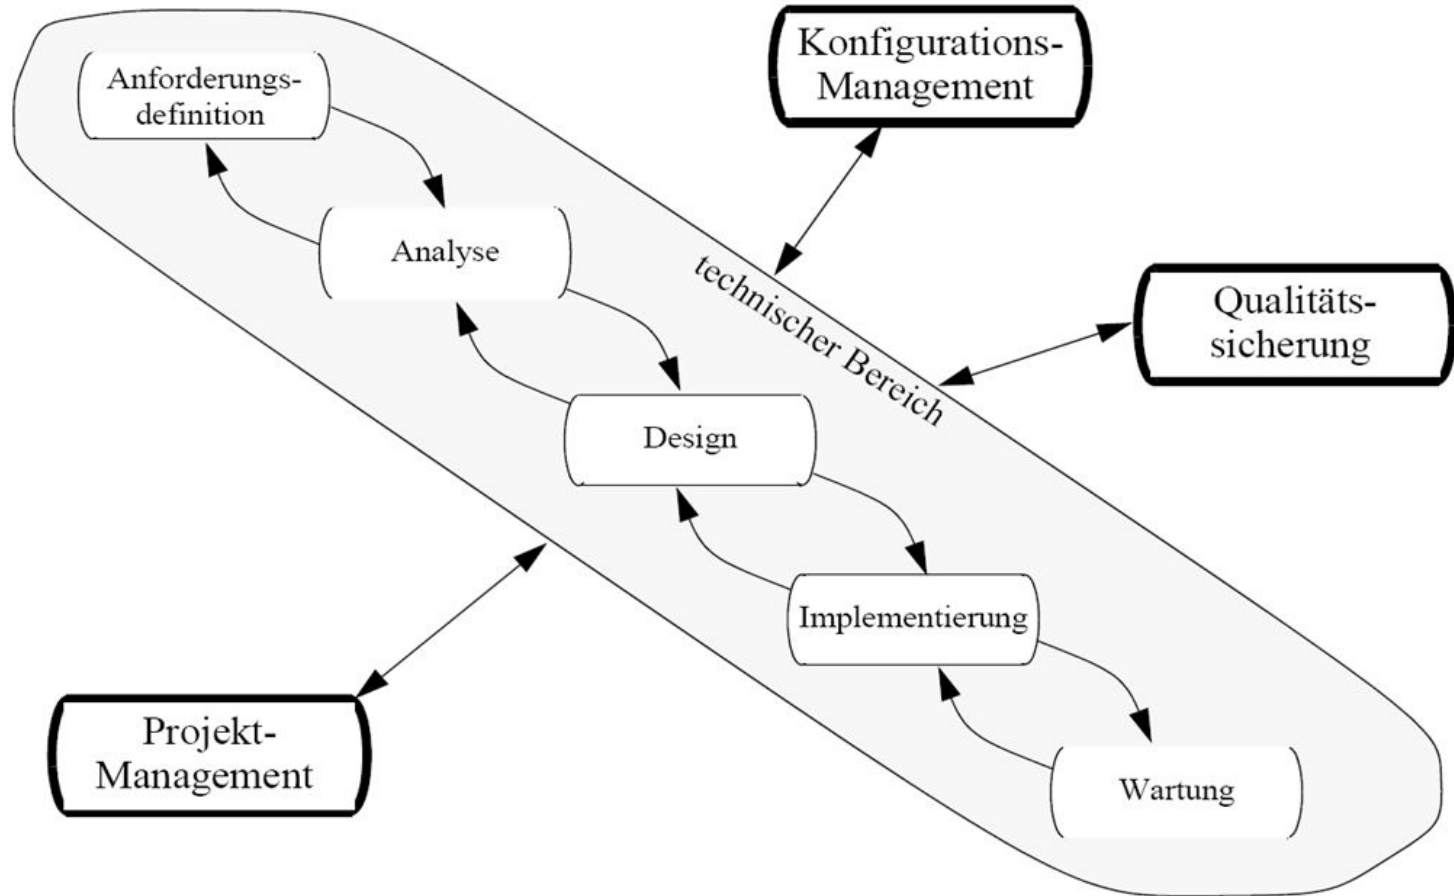 Anforderungs-
definition
Konfigurations-
Management
Analyse
technischer Bereich
Qualitäts-
sicherung
Design
Implementierung
Projekt-
Management
Wartung